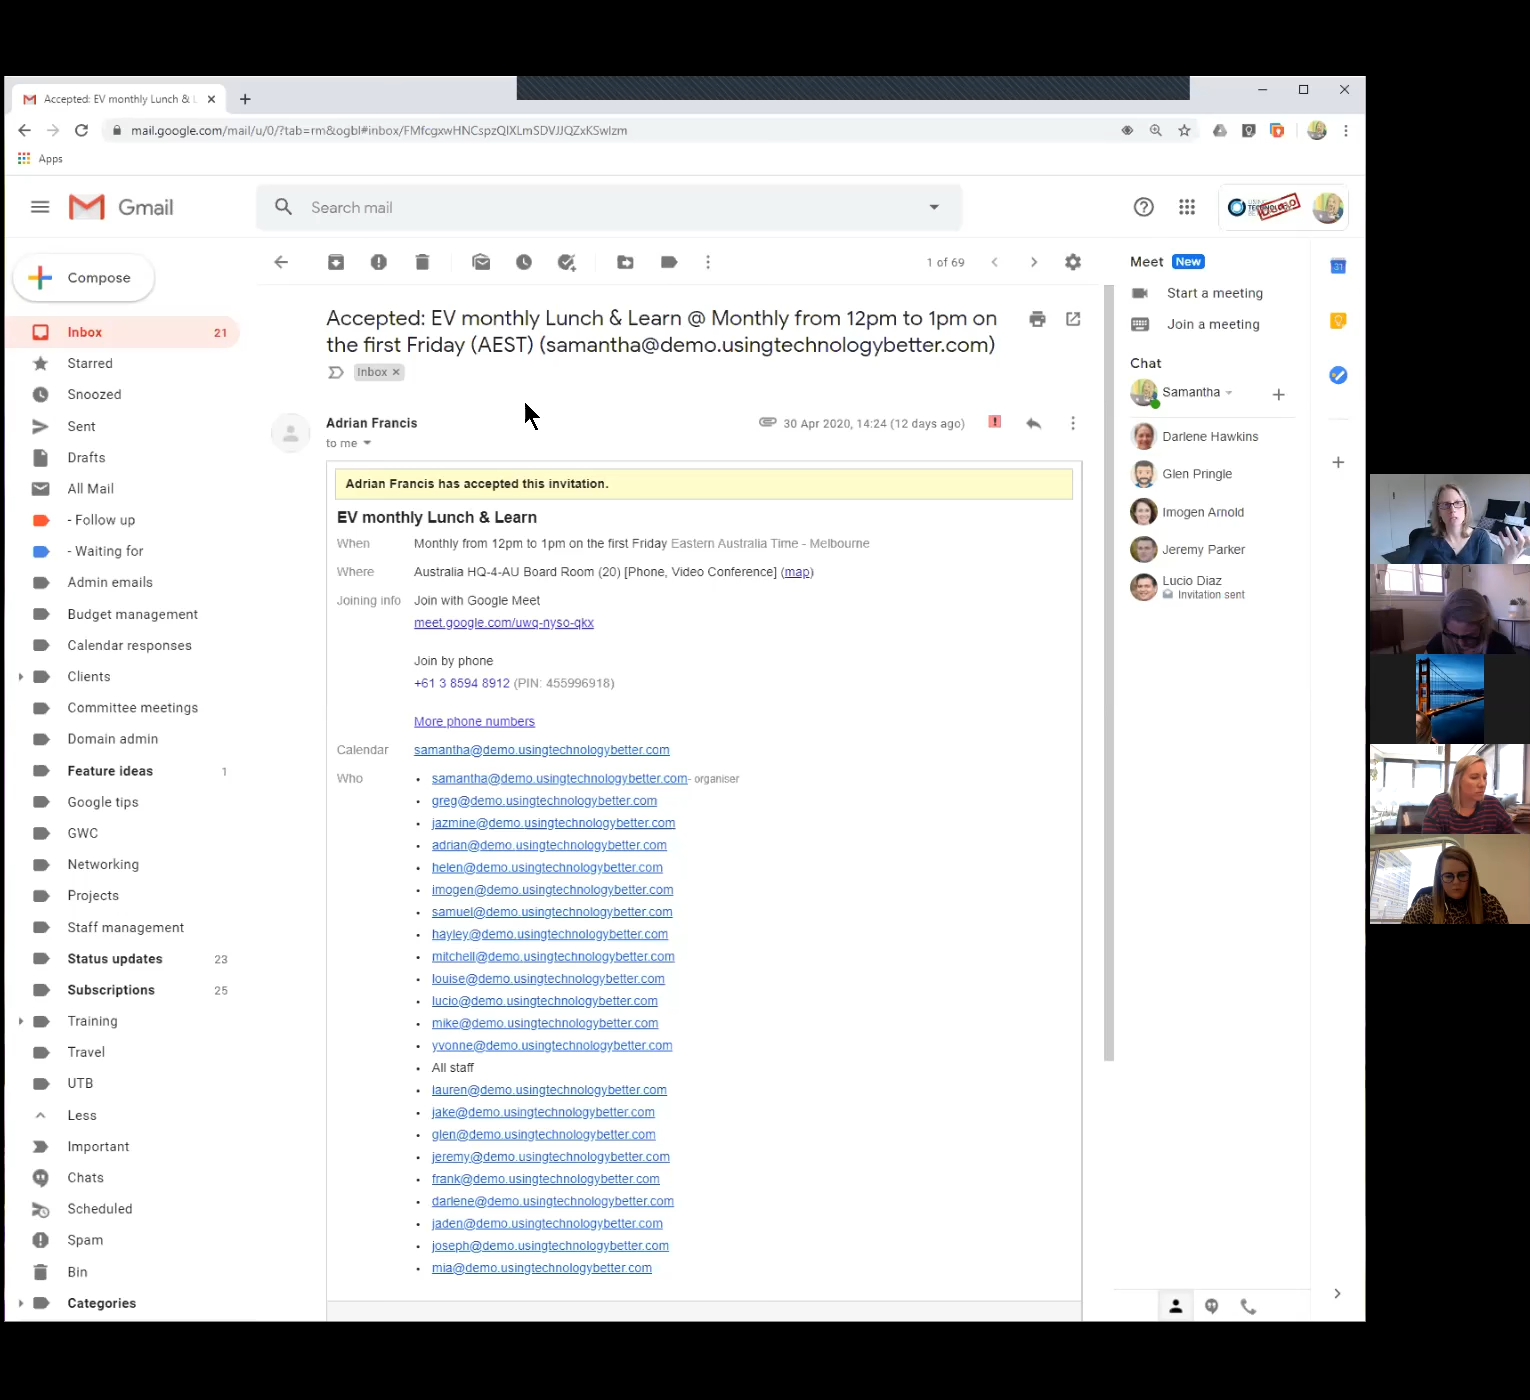 Accepted: EV monthly Lunch &
mail.google.com/mail/u/0/?tab=rm&ogbl#inbox/FMfcgxwHNCspzQlXLmSDVJJQZxKSwlzm
Apps
Gmail
Search mail
Compose
1 of 69
Inbox 21
Starred
Snoozed
Sent
Drafts
All Mail
- Follow up
- Waiting for
Admin emails
Budget management
Calendar responses
Clients
Committee meetings
Domain admin
Feature ideas 1
Google tips
GWC
Networking
Projects
Staff management
Status updates 23
Subscriptions 25
Training
Travel
UTB
Less
Important
Chats
Scheduled
Spam
Bin
Categories
Accepted: EV monthly Lunch & Learn @ Monthly from 12pm to 1pm on
the first Friday (AEST) (samantha@demo.usingtechnologybetter.com)
Inbox
Adrian Francis
30 Apr 2020, 14:24 (12 days ago)
to me
Adrian Francis has accepted this invitation.
EV monthly Lunch & Learn
When Monthly from 12pm to 1pm on the first Friday Eastern Australia Time - Melbourne
Where Australia HQ-4-AU Board Room (20) [Phone, Video Conference] (map)
Joining info Join with Google Meet
meet.google.com/uwq-nyso-qkx
Join by phone
+61 3 8594 8912 (PIN: 455996918)
More phone numbers
Calendar samantha@demo.usingtechnologybetter.com
Who • samantha@demo.usingtechnologybetter.com- organiser
• greg@demo.usingtechnologybetter.com
• jazmine@demo.usingtechnologybetter.com
• adrian@demo.usingtechnologybetter.com
• helen@demo.usingtechnologybetter.com
• imogen@demo.usingtechnologybetter.com
• samuel@demo.usingtechnologybetter.com
• hayley@demo.usingtechnologybetter.com
• mitchell@demo.usingtechnologybetter.com
• louise@demo.usingtechnologybetter.com
• lucio@demo.usingtechnologybetter.com
• mike@demo.usingtechnologybetter.com
• yvonne@demo.usingtechnologybetter.com
• All staff
• lauren@demo.usingtechnologybetter.com
• jake@demo.usingtechnologybetter.com
• glen@demo.usingtechnologybetter.com
• jeremy@demo.usingtechnologybetter.com
• frank@demo.usingtechnologybetter.com
• darlene@demo.usingtechnologybetter.com
• jaden@demo.usingtechnologybetter.com
• joseph@demo.usingtechnologybetter.com
• mia@demo.usingtechnologybetter.com
Meet New
Start a meeting
Join a meeting
Chat
Samantha
Darlene Hawkins
Glen Pringle
Imogen Arnold
Jeremy Parker
Lucio Diaz
Invitation sent
31